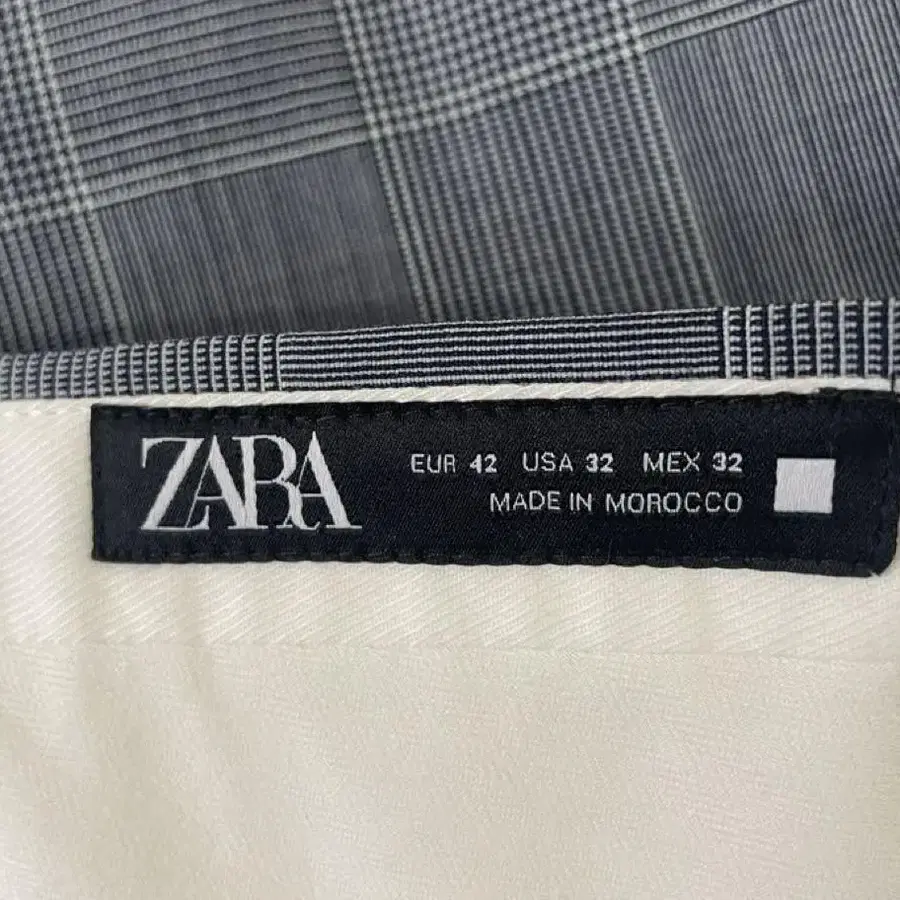 ZARA
EUR 42 USA 32 MEX 32
MADE IN MOROCCO